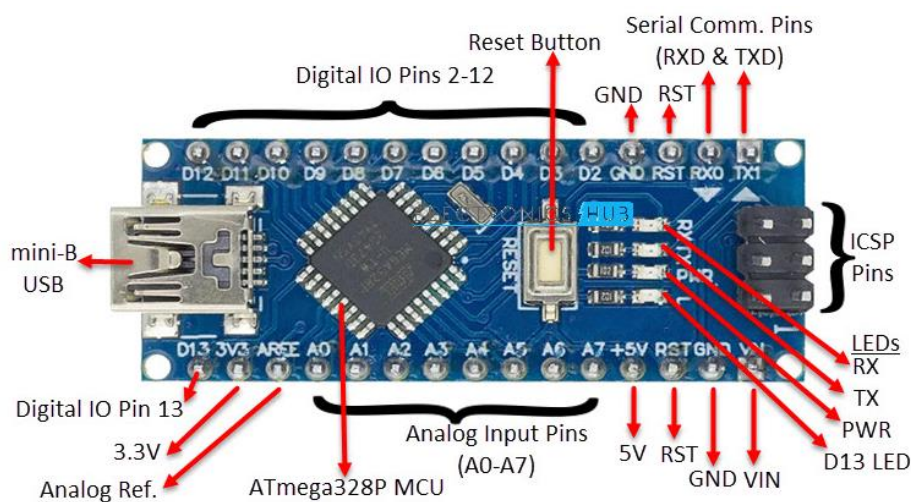 Reset Button
Serial Comm. Pins
(RXD & TXD)
Digital IO Pins 2-12
GND
RST
D12 D11 D10 D9 D8 D7 D6 D5 D4 D3 D2 GND RST RX0 TX1
ELECTRONICS HUB
RESET
L
mini-B
USB
ICSP
Pins
1
D13 3V3 AREF A0 A1 A2 A3 A4 A5 A6 A7 +5V RST GND VIN
LEDs
RX
TX
PWR
D13 LED
Digital IO Pin 13
3.3V
Analog Ref.
ATmega328P MCU
Analog Input Pins
(A0-A7)
5V
RST
GND
VIN